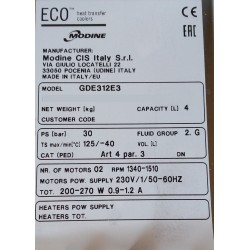 ECO heat transfer coolers
CE
EAC
MODINE
MANUFACTURER:
Modine CIS Italy S.r.l.
VIA GIULIO LOCATELLI 22
33050 POCENIA (UDINE) ITALY
MADE IN ITALY/EU
MODEL GDE312E3
NET WEIGHT (kg) CAPACITY (L) 4
CUSTOMER CODE
PS (bar) 30 FLUID GROUP 2. G
TS max/min(°C) 125/-40 VOL (L)
CAT (PED) Art 4 par. 3 DN
NR. OF MOTORS 02 RPM 1340-1510
MOTORS POW. SUPPLY 230V/1/50-60HZ
TOT. 200-270 W 0.9-1.2 A
HEATERS POW SUPPLY
HEATERS TOT.